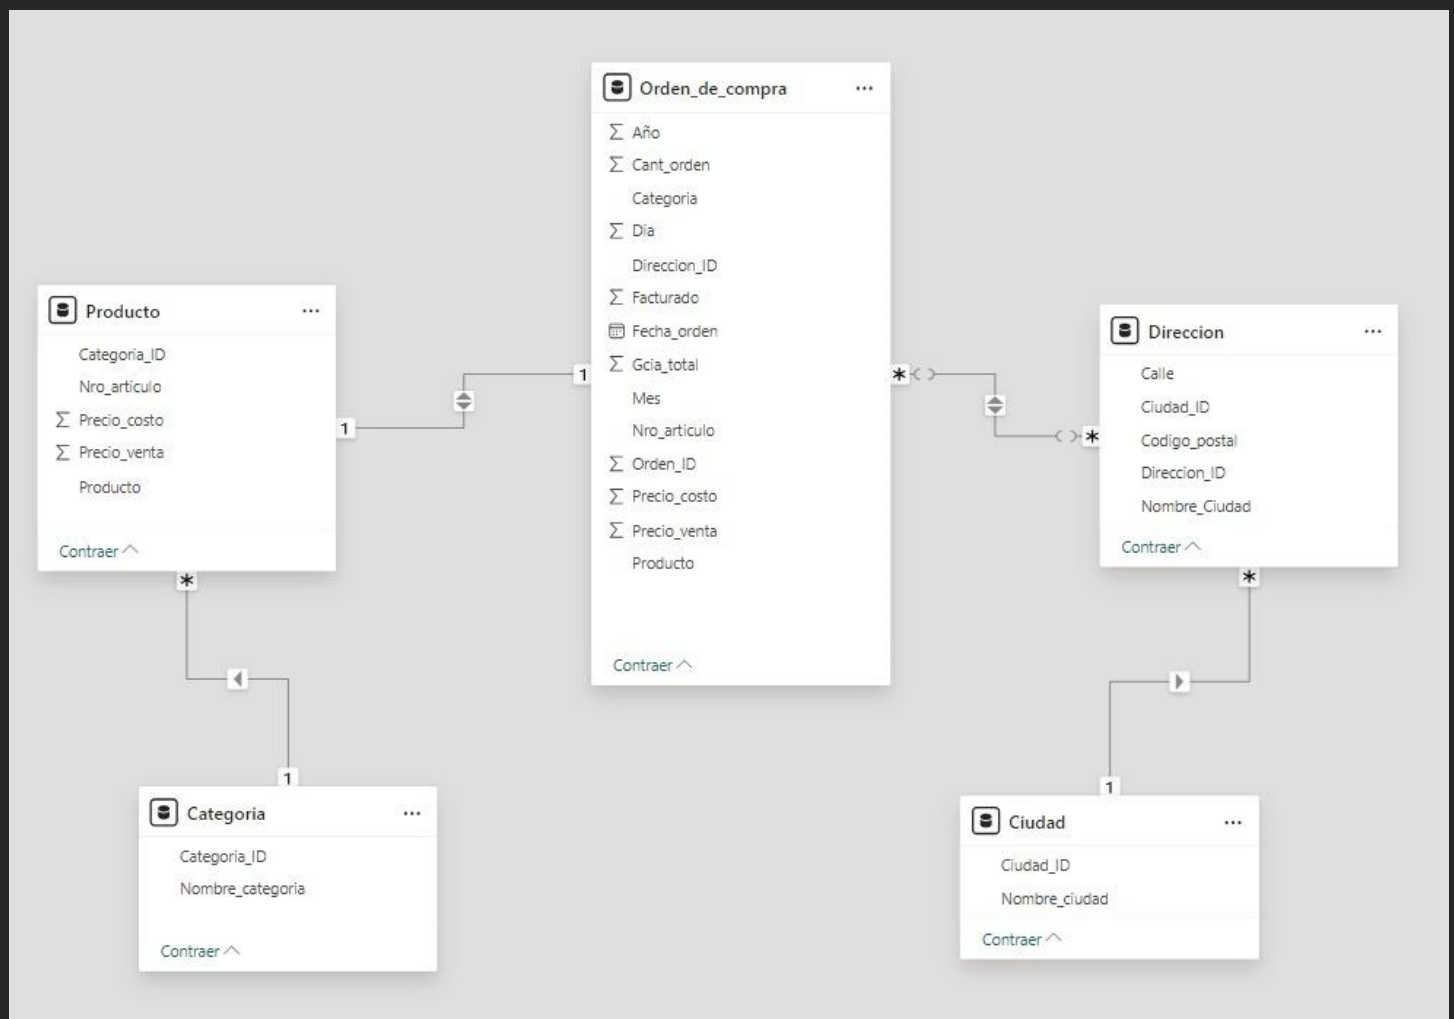 Orden_de_compra
Año
Cant_orden
Categoria
Dia
Direccion_ID
Facturado
Fecha_orden
Gcia_total
Mes
Nro_articulo
Orden_ID
Precio_costo
Precio_venta
Producto
Contraer
Producto
Categoria_ID
Nro_articulo
Precio_costo
Precio_venta
Producto
Contraer
1
1
*
*
Direccion
Calle
Ciudad_ID
Codigo_postal
Direccion_ID
Nombre_Ciudad
Contraer
*
1
*
1
Categoria
Categoria_ID
Nombre_categoria
Contraer
Ciudad
Ciudad_ID
Nombre_ciudad
Contraer